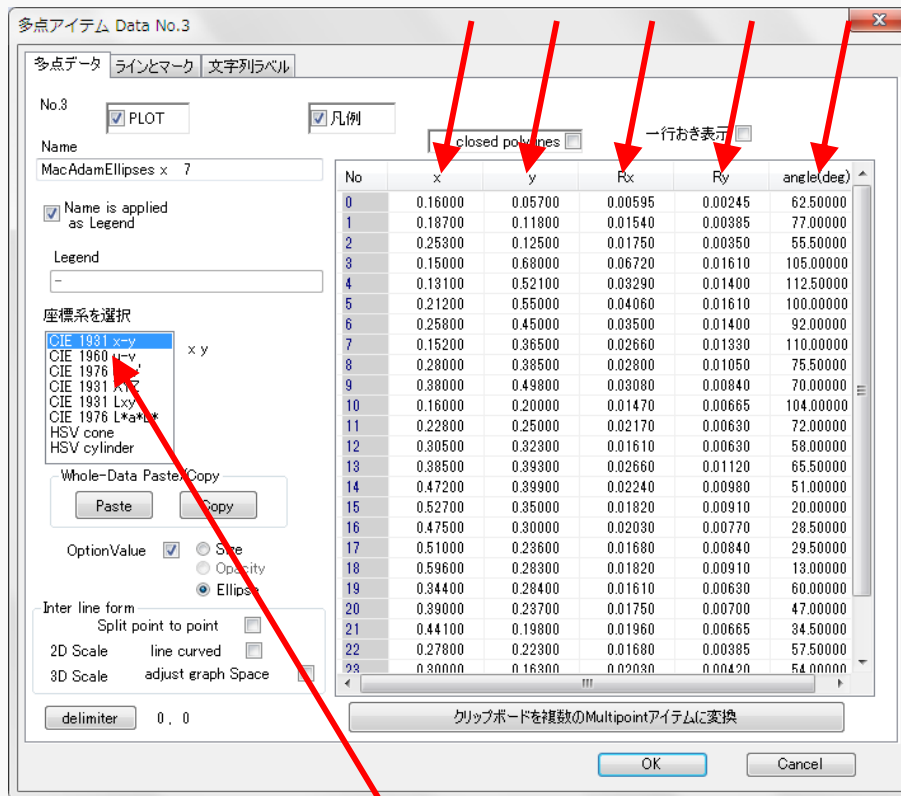 多点アイテム Data No.3
多点データ ラインとマーク 文字列ラベル
No.3
PLOT
凡例
closed polylines
一行おき表示
Name
MacAdamEllipses x 7
Name is applied
as Legend
Legend
-
座標系を選択
CIE 1931 x-y
CIE 1960 u-v
CIE 1976
CIE 1931 XYZ
CIE 1931 Lxy
CIE 1976 L*a*b*
HSV cone
HSV cylinder
x y
Whole-Data Paste/Copy
Paste Copy
OptionValue
Size
Opacity
Ellipse
Inter line form
Split point to point
2D Scale line curved
3D Scale adjust graph Space
delimiter 0 , 0
No x y Rx Ry angle(deg)
0 0.16000 0.05700 0.00595 0.00245 62.50000
1 0.18700 0.11800 0.01540 0.00385 77.00000
2 0.25300 0.12500 0.01750 0.00350 55.50000
3 0.15000 0.68000 0.06720 0.01610 105.00000
4 0.13100 0.52100 0.03290 0.01400 112.50000
5 0.21200 0.55000 0.04060 0.01610 100.00000
6 0.25800 0.45000 0.03500 0.01400 92.00000
7 0.15200 0.36500 0.02660 0.01330 110.00000
8 0.28000 0.38500 0.02800 0.01050 75.50000
9 0.38000 0.49800 0.03080 0.00840 70.00000
10 0.16000 0.20000 0.01470 0.00665 104.00000
11 0.22800 0.25000 0.02170 0.00630 72.00000
12 0.30500 0.32300 0.01610 0.00630 58.00000
13 0.38500 0.39300 0.02660 0.01120 65.50000
14 0.47200 0.39900 0.02240 0.00980 51.00000
15 0.52700 0.35000 0.01820 0.00910 20.00000
16 0.47500 0.30000 0.02030 0.00770 28.50000
17 0.51000 0.23600 0.01680 0.00840 29.50000
18 0.59600 0.28300 0.01820 0.00910 13.00000
19 0.34400 0.28400 0.01610 0.00630 60.00000
20 0.39000 0.23700 0.01750 0.00700 47.00000
21 0.44100 0.19800 0.01960 0.00665 34.50000
22 0.27800 0.22300 0.01680 0.00385 57.50000
23 0.30000 0.16300 0.02030 0.00420 54.00000
クリップボードを複数のMultipointアイテムに変換
OK Cancel